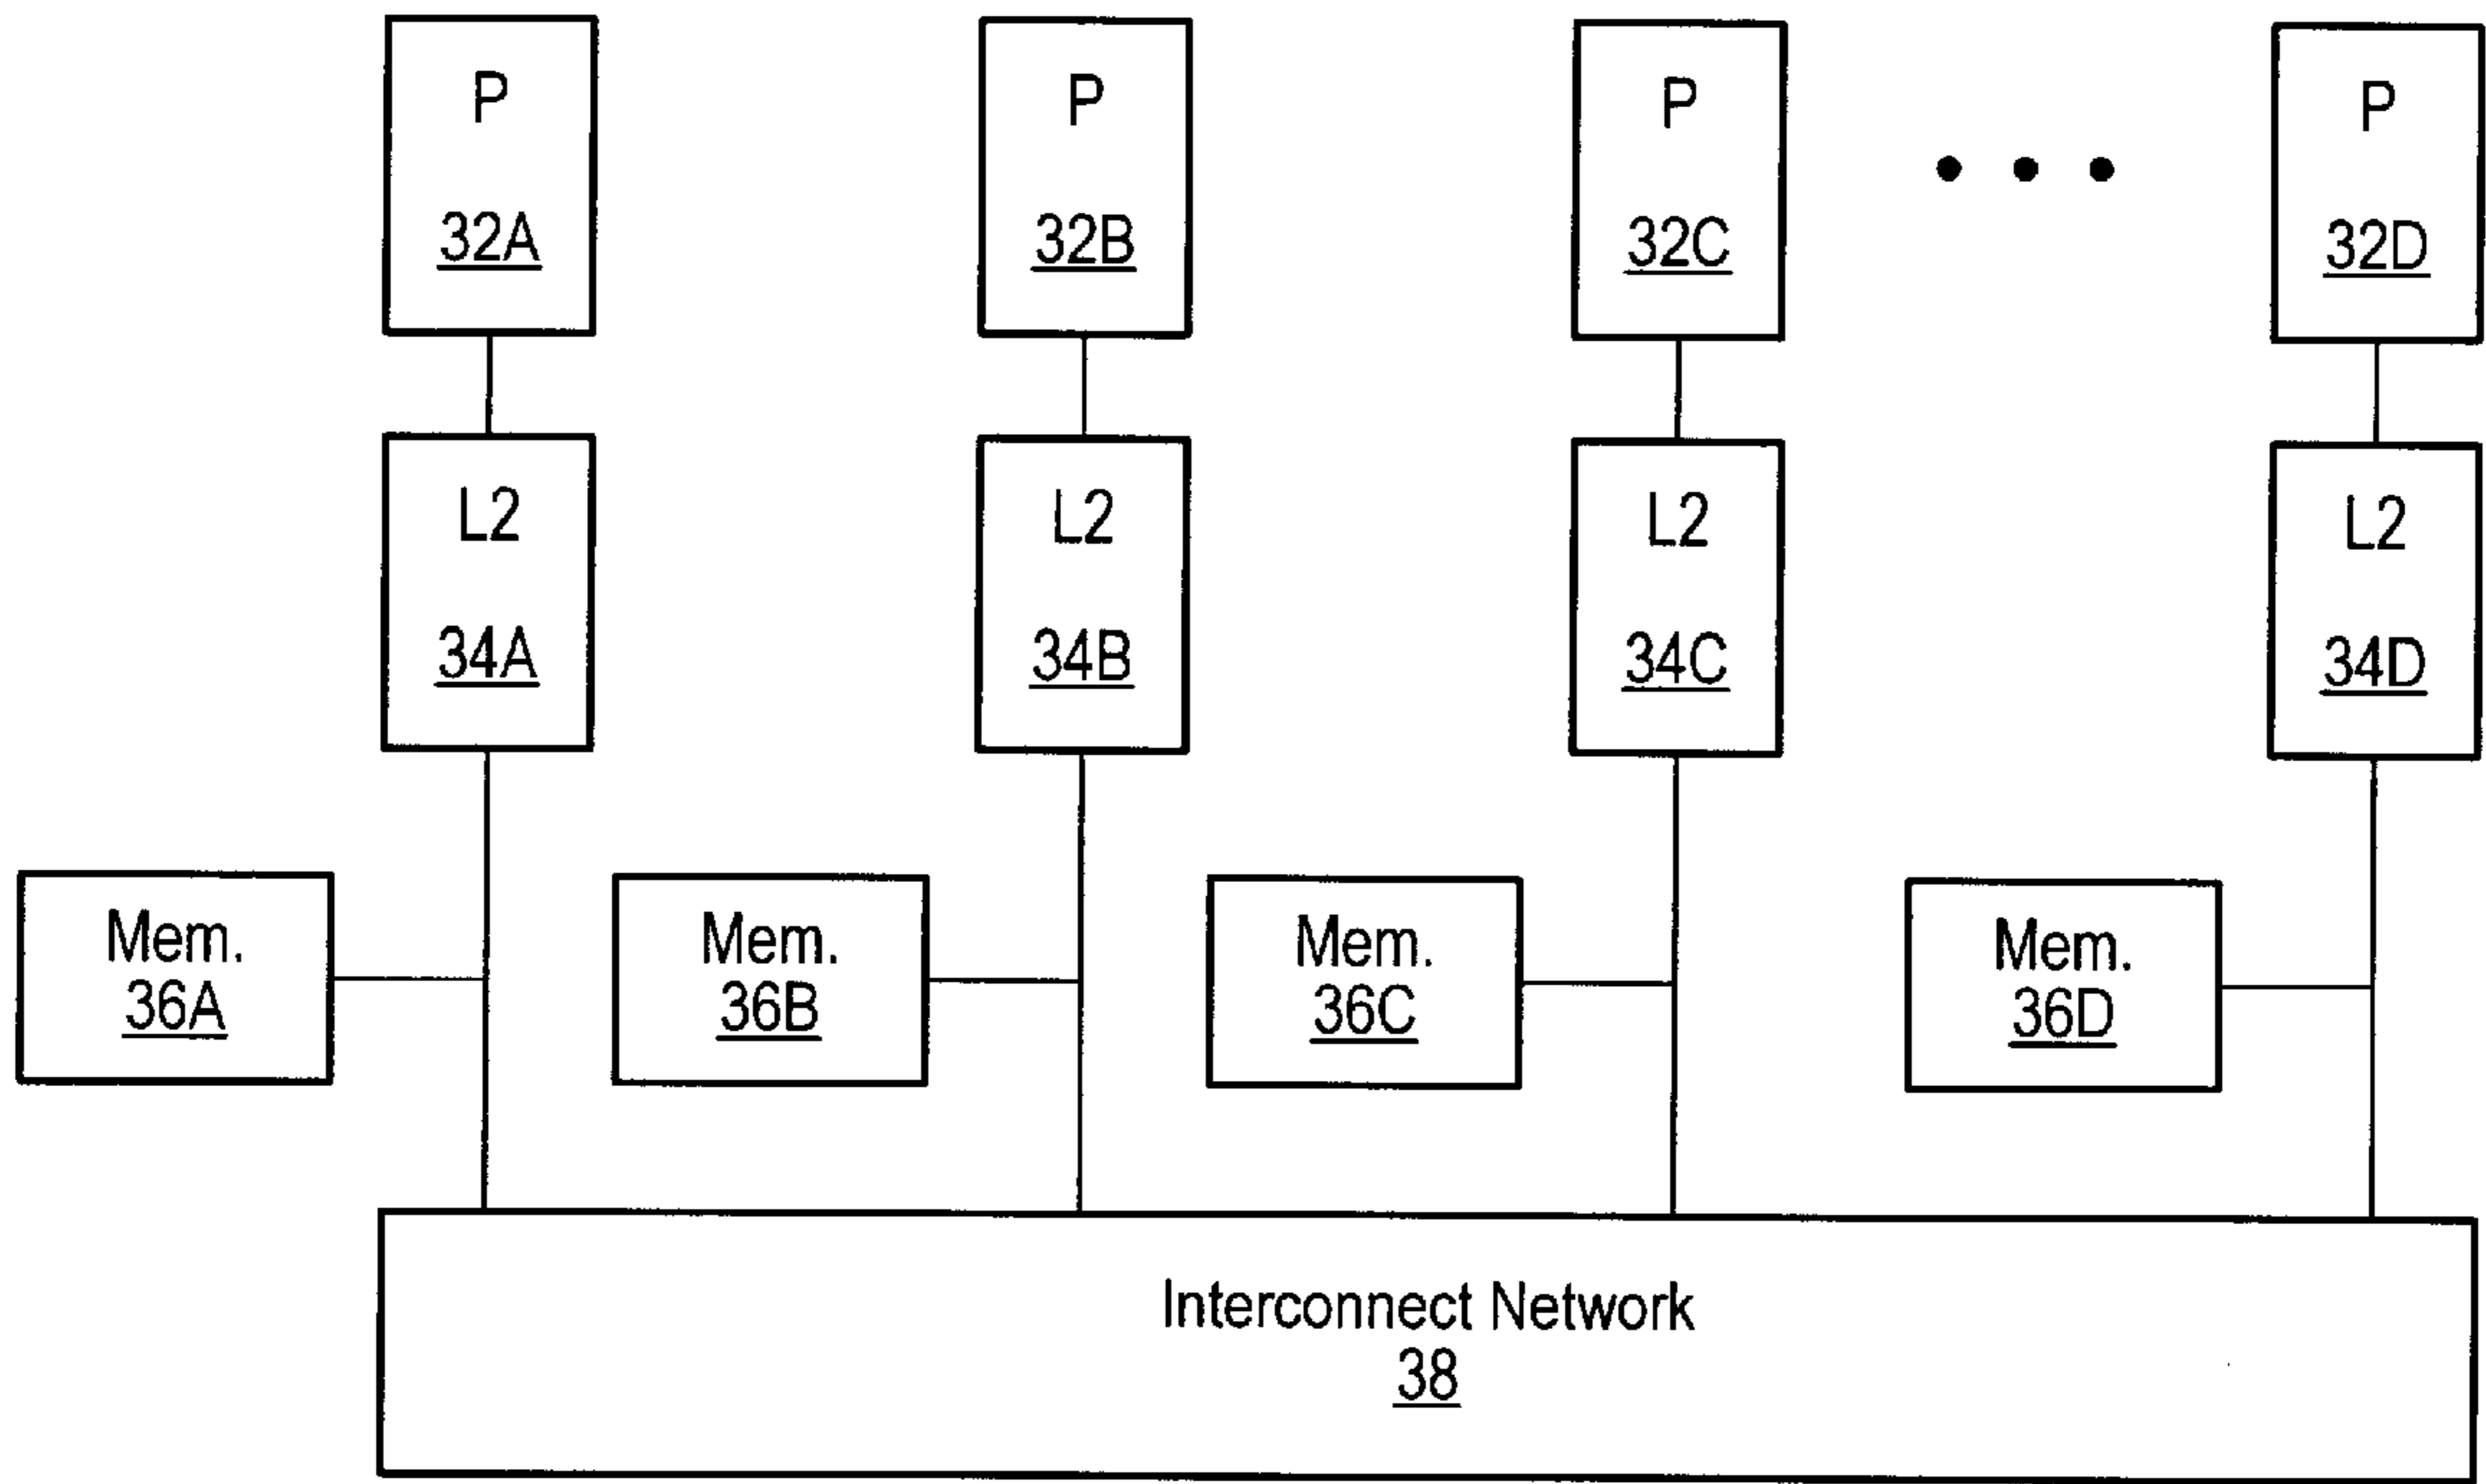 P
32A
P
32B
P
32C
P
32D
L2
34A
L2
34B
L2
34C
L2
34D
Mem.
36A
Mem.
36B
Mem.
36C
Mem.
36D
Interconnect Network
38